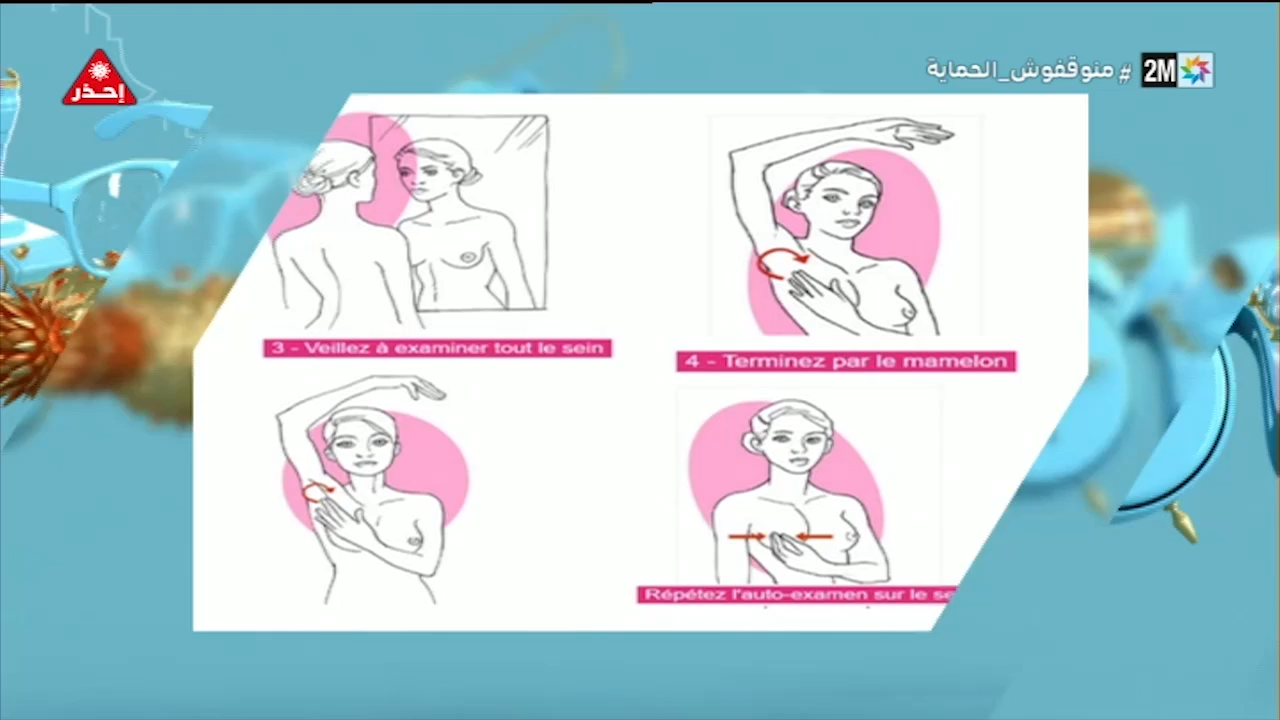 إحذر
# منوقفوش_الحماية
2M
3 - Veillez à examiner tout le sein
4 - Terminez par le mamelon
Répétez l'auto-examen sur le se